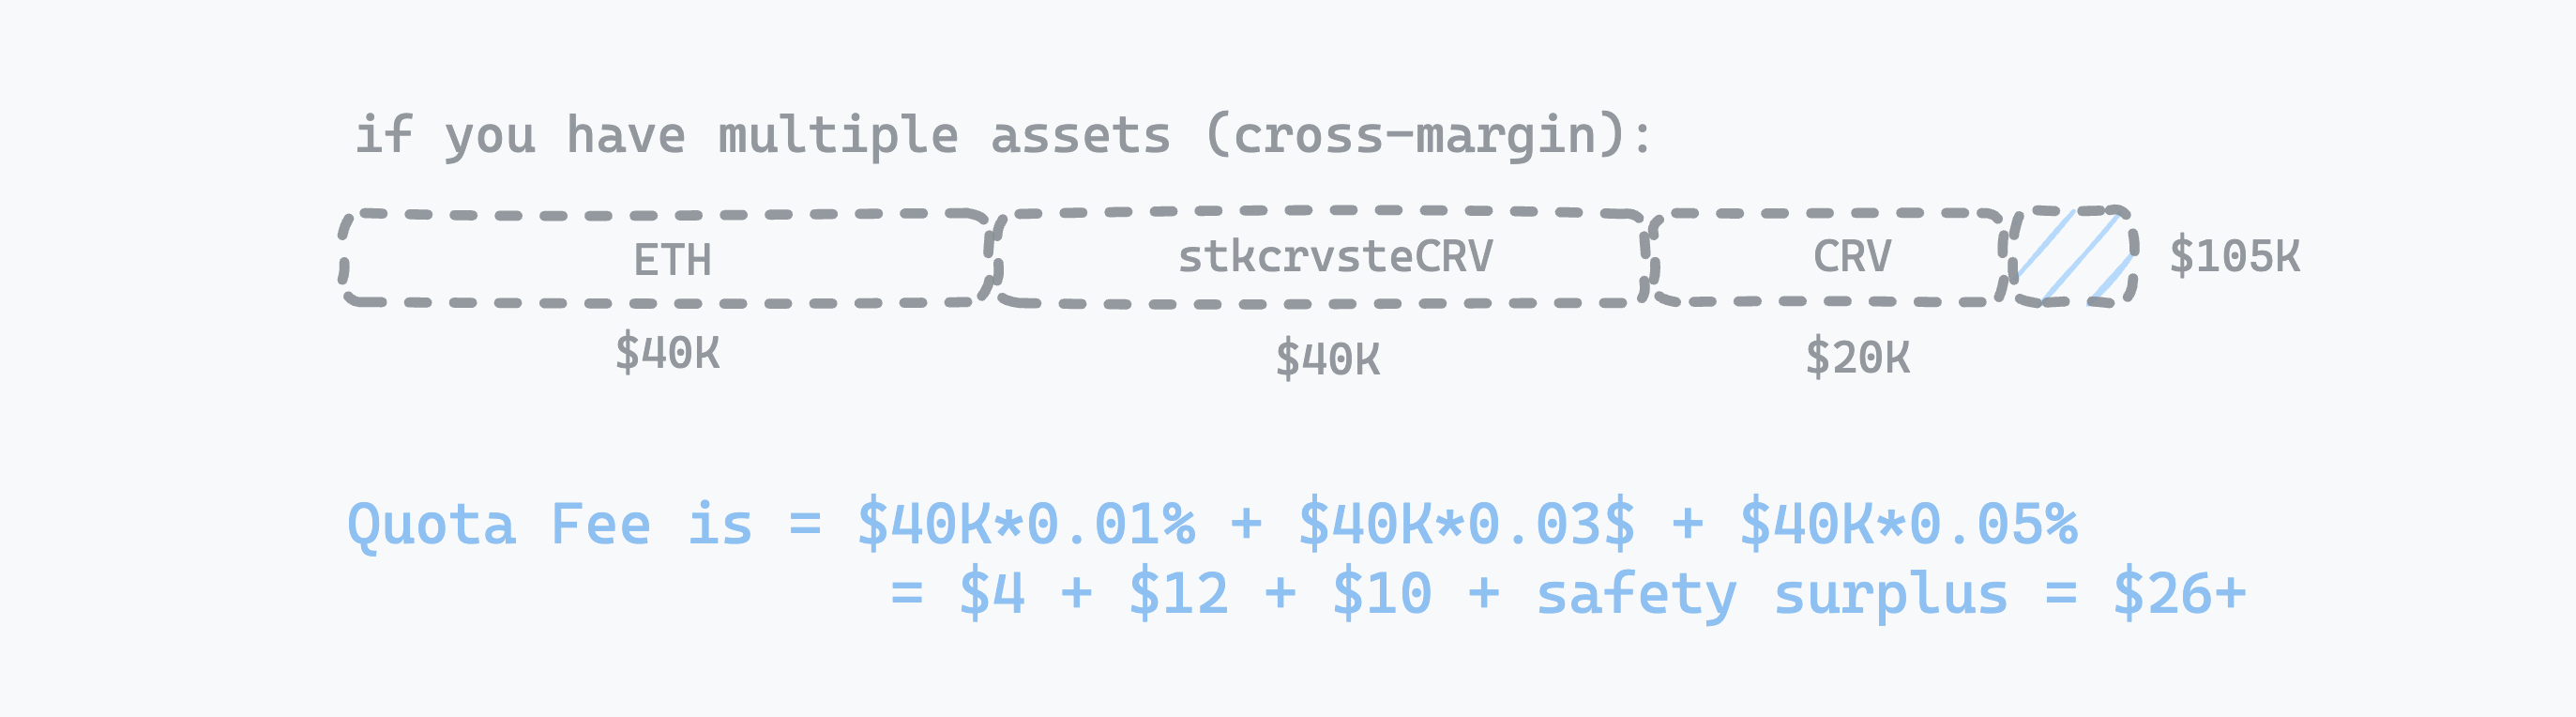 if you have multiple assets (cross-margin):
ETH stkcrvsteCRV CRV $105K
$40K $40K $20K
Quota Fee is = $40K*0.01% + $40K*0.03$ + $40K*0.05%
= $4 + $12 + $10 + safety surplus = $26+